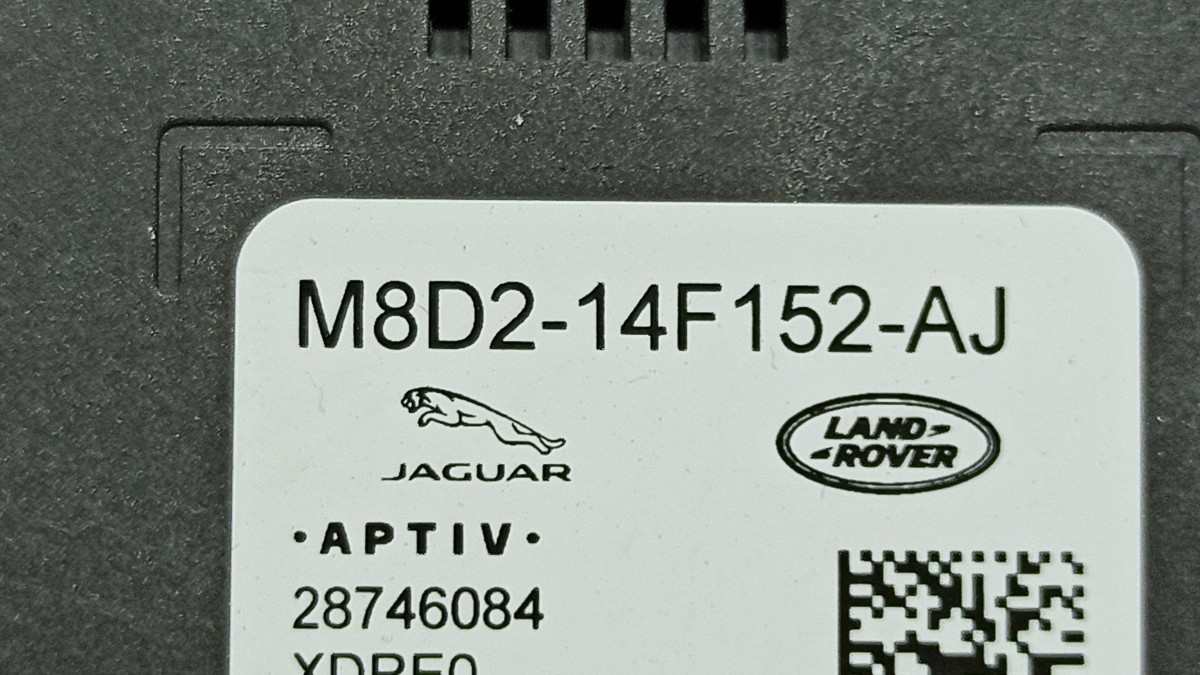 M8D2-14F152-AJ
JAGUAR
LAND
ROVER
·APTIV·
28746084